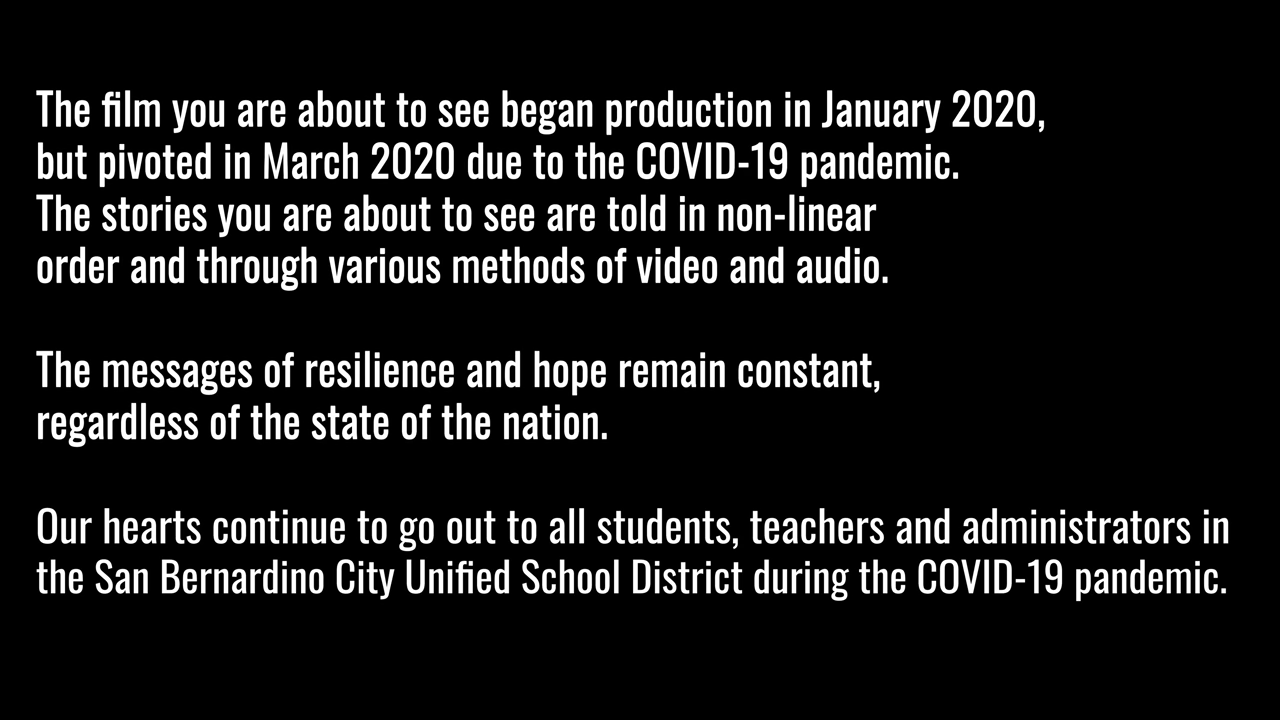 The film you are about to see began production in January 2020,
but pivoted in March 2020 due to the COVID-19 pandemic.
The stories you are about to see are told in non-linear
order and through various methods of video and audio.
The messages of resilience and hope remain constant,
regardless of the state of the nation.
Our hearts continue to go out to all students, teachers and administrators in
the San Bernardino City Unified School District during the COVID-19 pandemic.